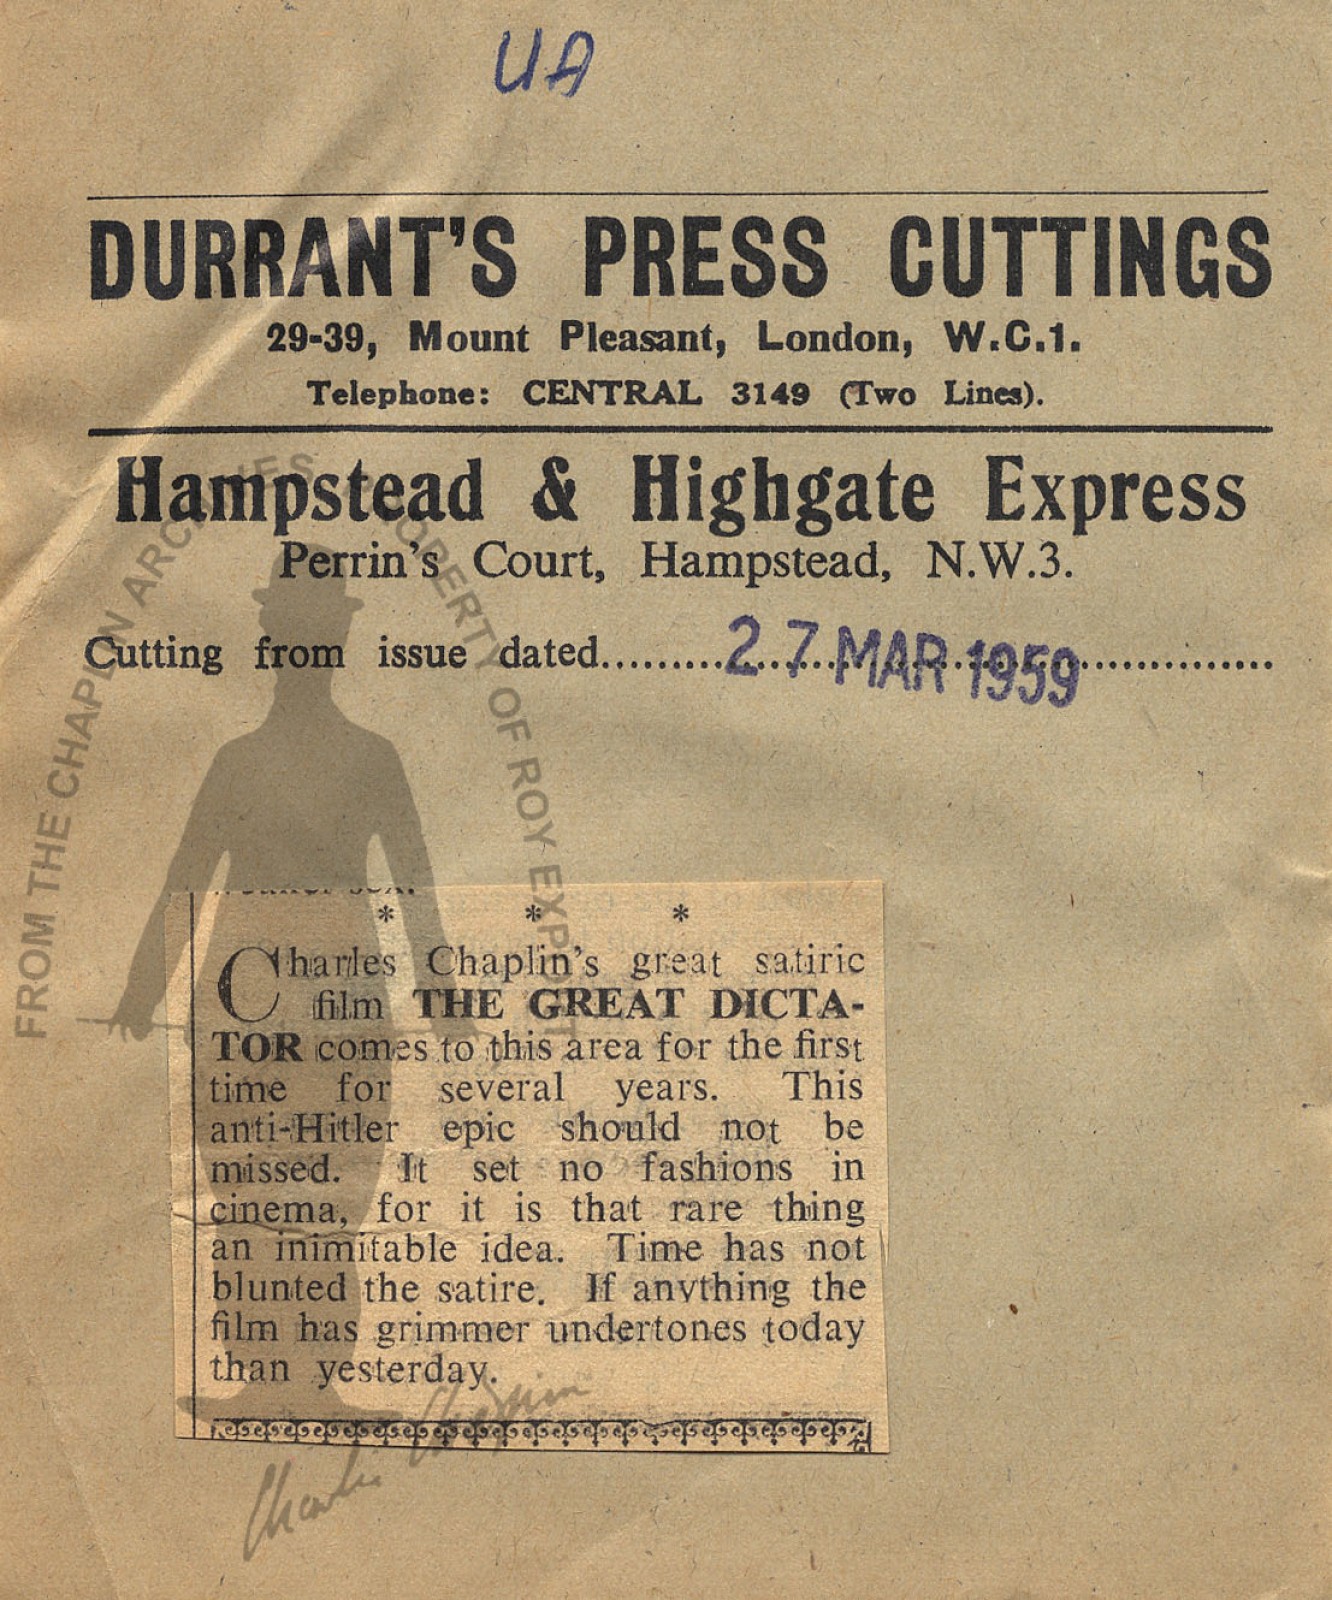 UA
DURRANT'S PRESS CUTTINGS
29-39, Mount Pleasant, London, W.C.1.
Telephone: CENTRAL 3149 (Two Lines).
Hampstead & Highgate Express
Perrin's Court, Hampstead, N.W.3.
Cutting from issue dated..........27 MAR 1959..........
FROM THE CHAPLIN ARCHIVES PROPERTY OF ROY EXPORT
sex.
* * *
Charles Chaplin's great satiric
film THE GREAT DICTA-
TOR comes to this area for the first
time for several years. This
anti-Hitler epic should not be
missed. It set no fashions in
cinema, for it is that rare thing
an inimitable idea. Time has not
blunted the satire. If anything the
film has grimmer undertones today
than yesterday.
Charlie Chaplin